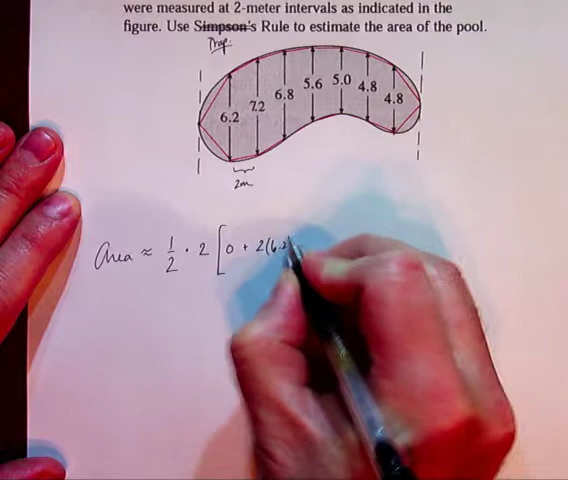 were measured at 2-meter intervals as indicated in the
figure. Use Simpson's Rule to estimate the area of the pool.
Trap.
6.2
7.2
6.8
5.6
5.0
4.8
4.8
2m
Area ≈ 1/2 · 2 [0 + 2(6.2